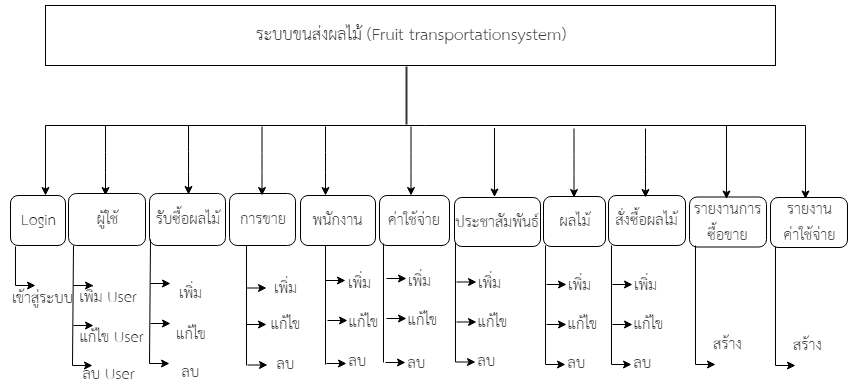 ระบบขนส่งผลไม้ (Fruit transportationsystem)
Login
ผู้ใช้
รับซื้อผลไม้
การขาย
พนักงาน
ค่าใช้จ่าย
ประชาสัมพันธ์
ผลไม้
สั่งซื้อผลไม้
รายงานการ
ซื้อขาย
รายงาน
ค่าใช้จ่าย
เข้าสู่ระบบ
เพิ่ม User
แก้ไข User
ลบ User
เพิ่ม
แก้ไข
ลบ
เพิ่ม
แก้ไข
ลบ
เพิ่ม
แก้ไข
ลบ
เพิ่ม
แก้ไข
ลบ
เพิ่ม
แก้ไข
ลบ
เพิ่ม
แก้ไข
ลบ
เพิ่ม
แก้ไข
ลบ
สร้าง
สร้าง